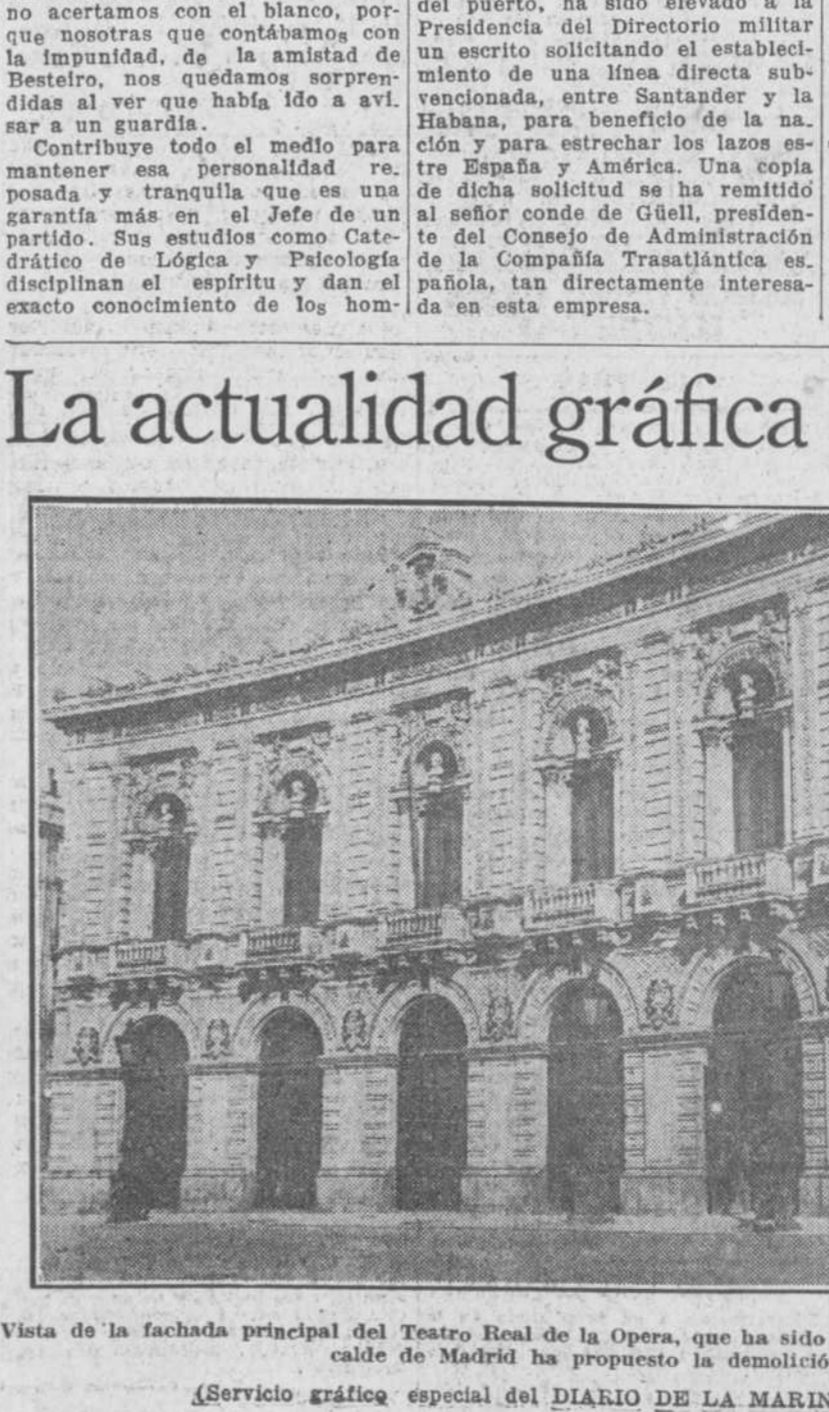 no acertamos con el blanco, por-
que nosotras que contábamos con
la impunidad, de la amistad de
Besteiro, nos quedamos sorpren-
didas al ver que había ido a avi.
sar a un guardia.
Contribuye todo el medio para
mantener esa personalidad re.
posada y tranquila que es una
garantía más en el Jefe de un
partido. Sus estudios como Cate-
drático de Lógica y Psicología
disciplinan el espíritu y dan el
exacto conocimiento de los hom-
del puerto, ha sido elevado a la
Presidencia del Directorio militar
un escrito solicitando el estableci-
miento de una línea directa sub-
vencionada, entre Santander y la
Habana, para beneficio de la na.
ción y para estrechar los lazos es-
tre España y América. Una copia
de dicha solicitud se ha remitido
al señor conde de Güell, presiden-
te del Consejo de Administración
de la Compañía Trasatlántica es.
pañola, tan directamente interesa-
da en esta empresa.
La actualidad gráfica
Vista de la fachada principal del Teatro Real de la Opera, que ha sido
calde de Madrid ha propuesto la demolició
(Servicio gráfico especial del DIARIO DE LA MARIN